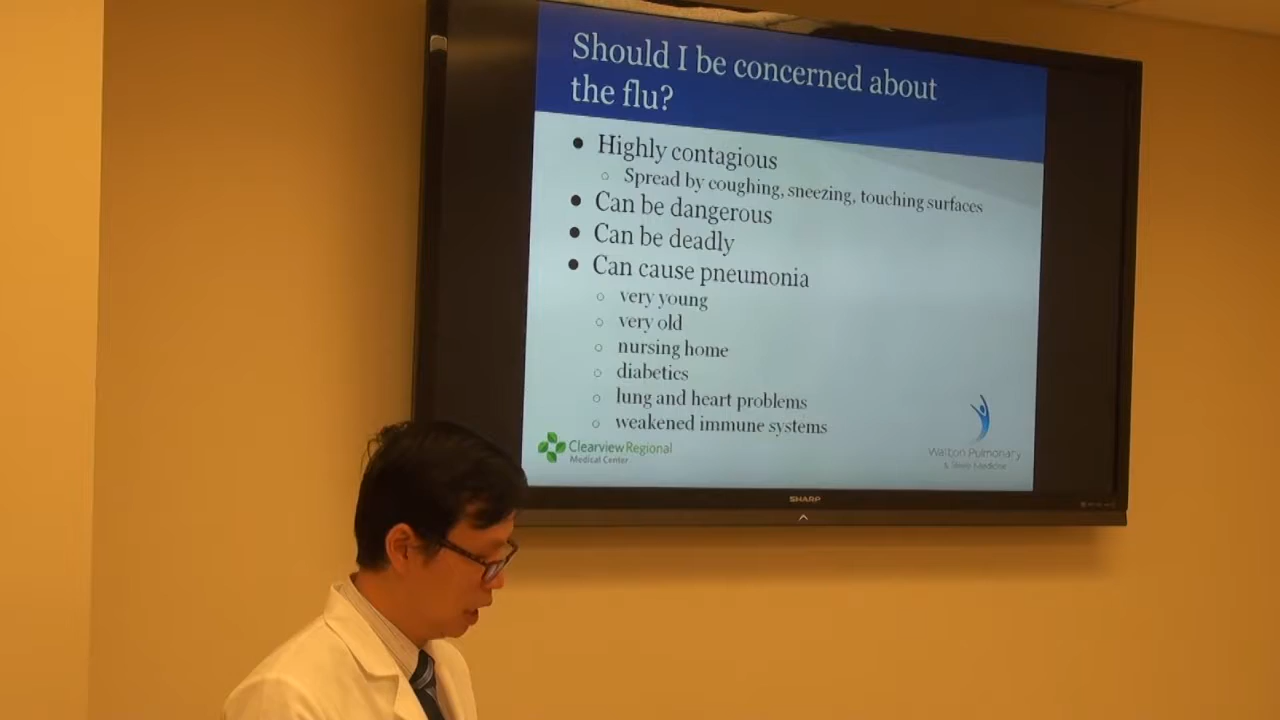 Should I be concerned about
the flu?
• Highly contagious
○ Spread by coughing, sneezing, touching surfaces
• Can be dangerous
• Can be deadly
• Can cause pneumonia
○ very young
○ very old
○ nursing home
○ diabetics
○ lung and heart problems
○ weakened immune systems
Clearview Regional
Medical Center
Walton Pulmonary
& Sleep Medicine
SHARP